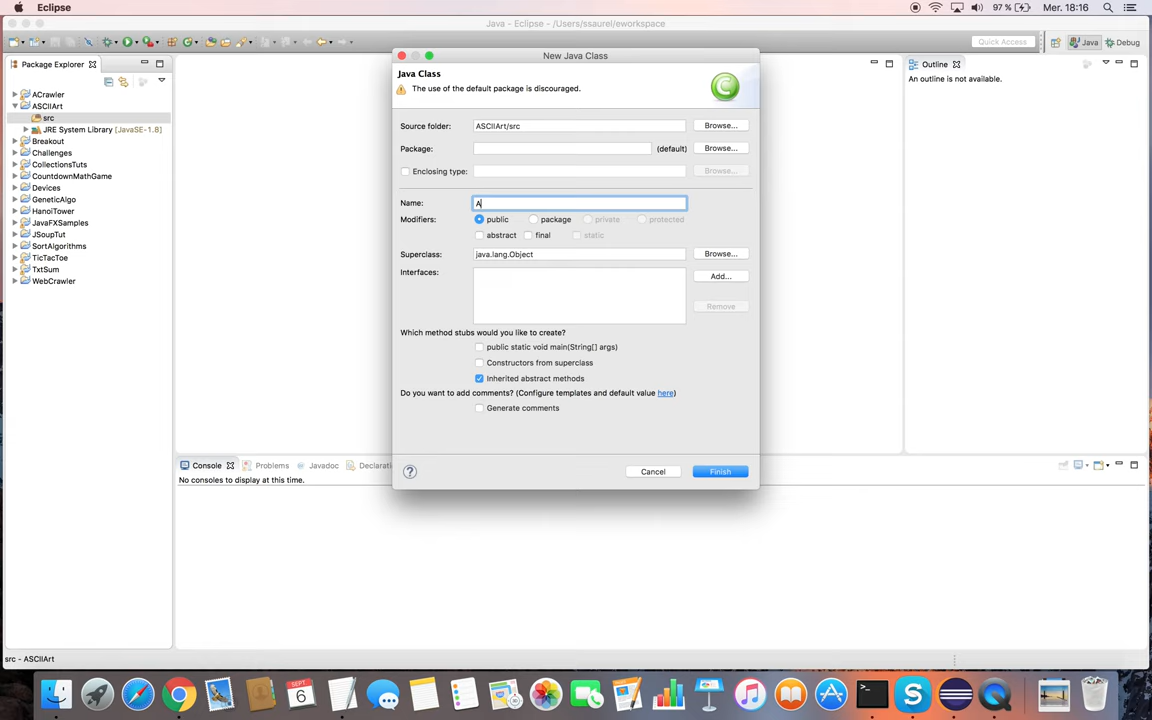 Eclipse
97 %
Mer. 18:16
Java - Eclipse - /Users/ssaurel/eworkspace
Quick Access
Java
Debug
Package Explorer
ACrawler
ASCIIArt
src
JRE System Library [JavaSE-1.8]
Breakout
Challenges
CollectionsTuts
CountdownMathGame
Devices
GeneticAlgo
HanoiTower
JavaFXSamples
JSoupTut
SortAlgorithms
TicTacToe
TxtSum
WebCrawler
New Java Class
Java Class
The use of the default package is discouraged.
C
Source folder:
ASCIIArt/src
Browse...
Package:
(default)
Browse...
Enclosing type:
Browse...
Name:
A
Modifiers:
public
package
private
protected
abstract
final
static
Superclass:
java.lang.Object
Browse...
Interfaces:
Add...
Remove
Which method stubs would you like to create?
public static void main(String[] args)
Constructors from superclass
Inherited abstract methods
Do you want to add comments? (Configure templates and default value here)
Generate comments
?
Cancel
Finish
Outline
An outline is not available.
Console
Problems
Javadoc
Declarati
No consoles to display at this time.
src - ASCIIArt
6